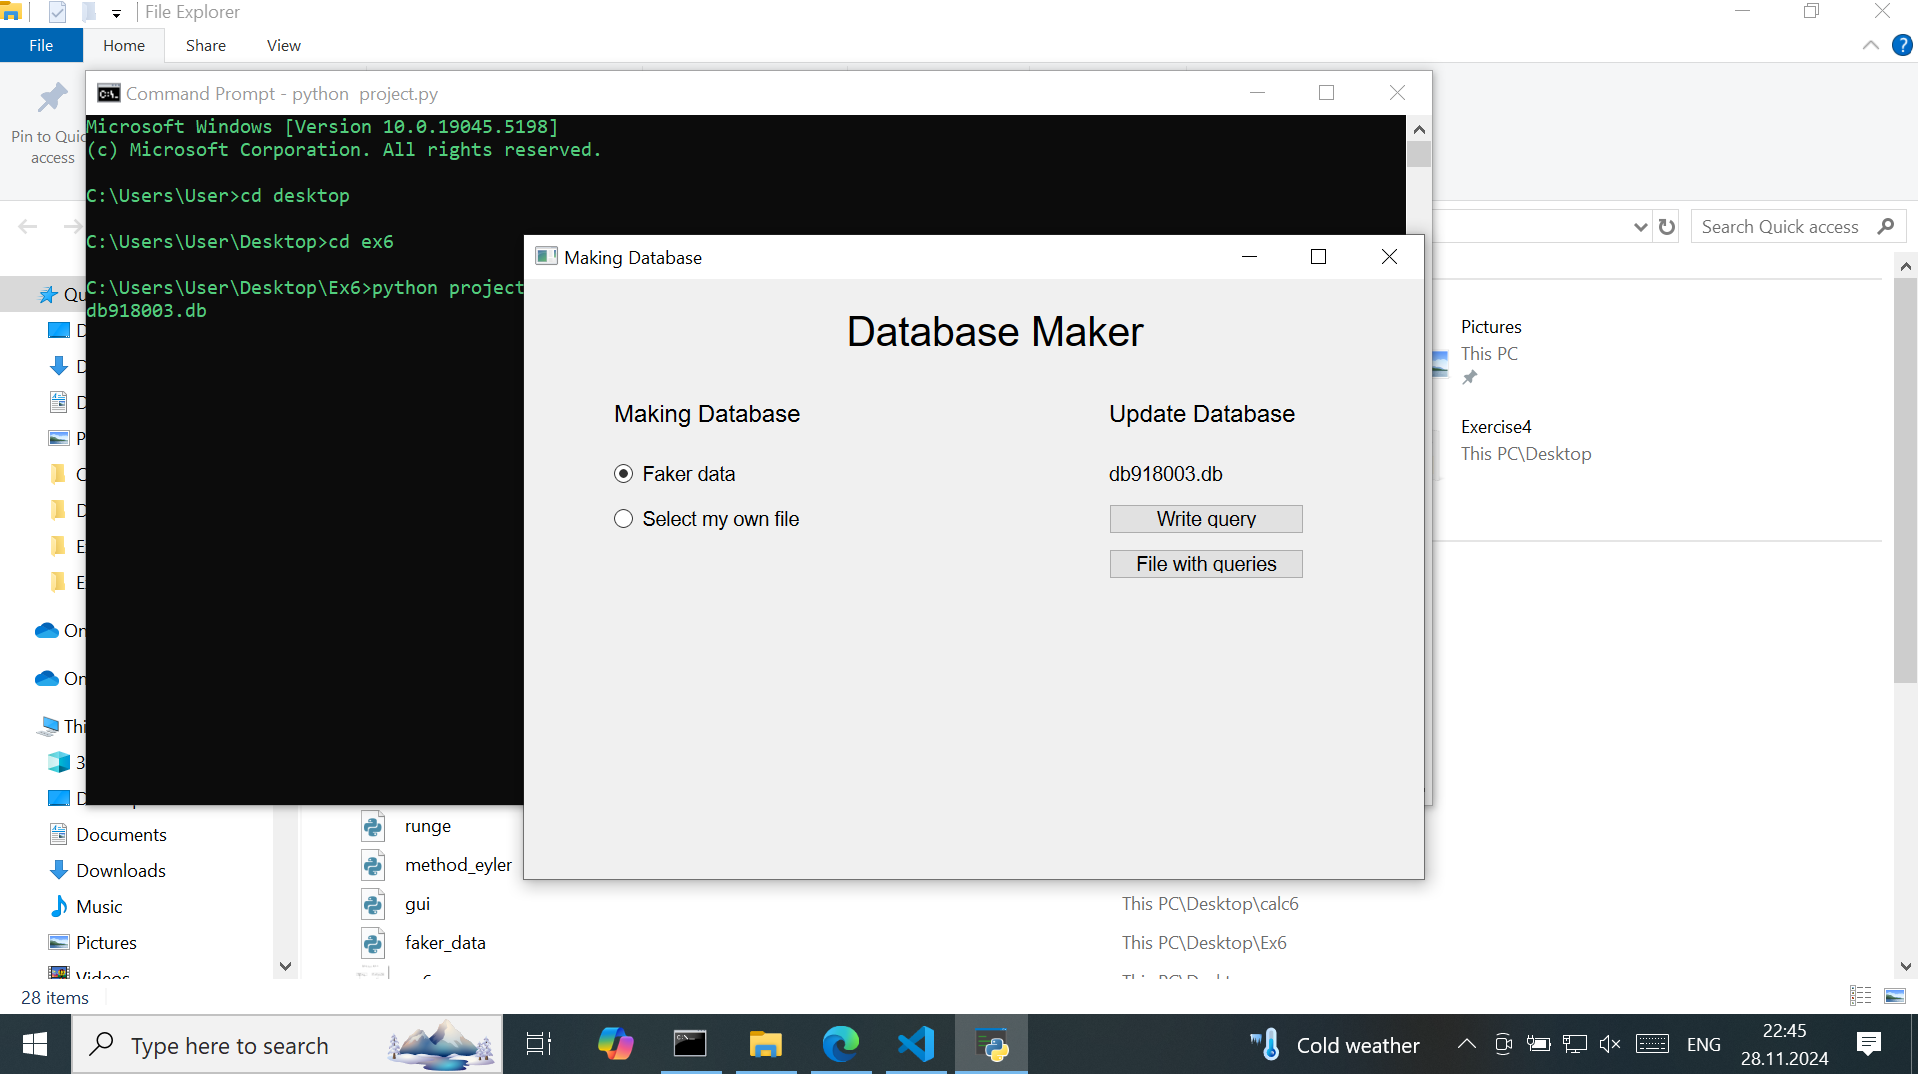 File Explorer
File
Home
Share
View
Pin to Quic
access
Command Prompt - python  project.py
Microsoft Windows [Version 10.0.19045.5198]
(c) Microsoft Corporation. All rights reserved.
C:\Users\User>cd desktop
C:\Users\User\Desktop>cd ex6
C:\Users\User\Desktop\Ex6>python project
db918003.db
Search Quick access
Making Database
Database Maker
Making Database
Update Database
Faker data
db918003.db
Select my own file
Write query
File with queries
Qu
D
D
D
P
C
D
E
E
On
On
Thi
3
D
Documents
Downloads
Music
Pictures
Videos
Pictures
This PC
Exercise4
This PC\Desktop
runge
method_eyler
gui
This PC\Desktop\calc6
faker_data
This PC\Desktop\Ex6
28 items
Type here to search
Cold weather
ENG
22:45
28.11.2024